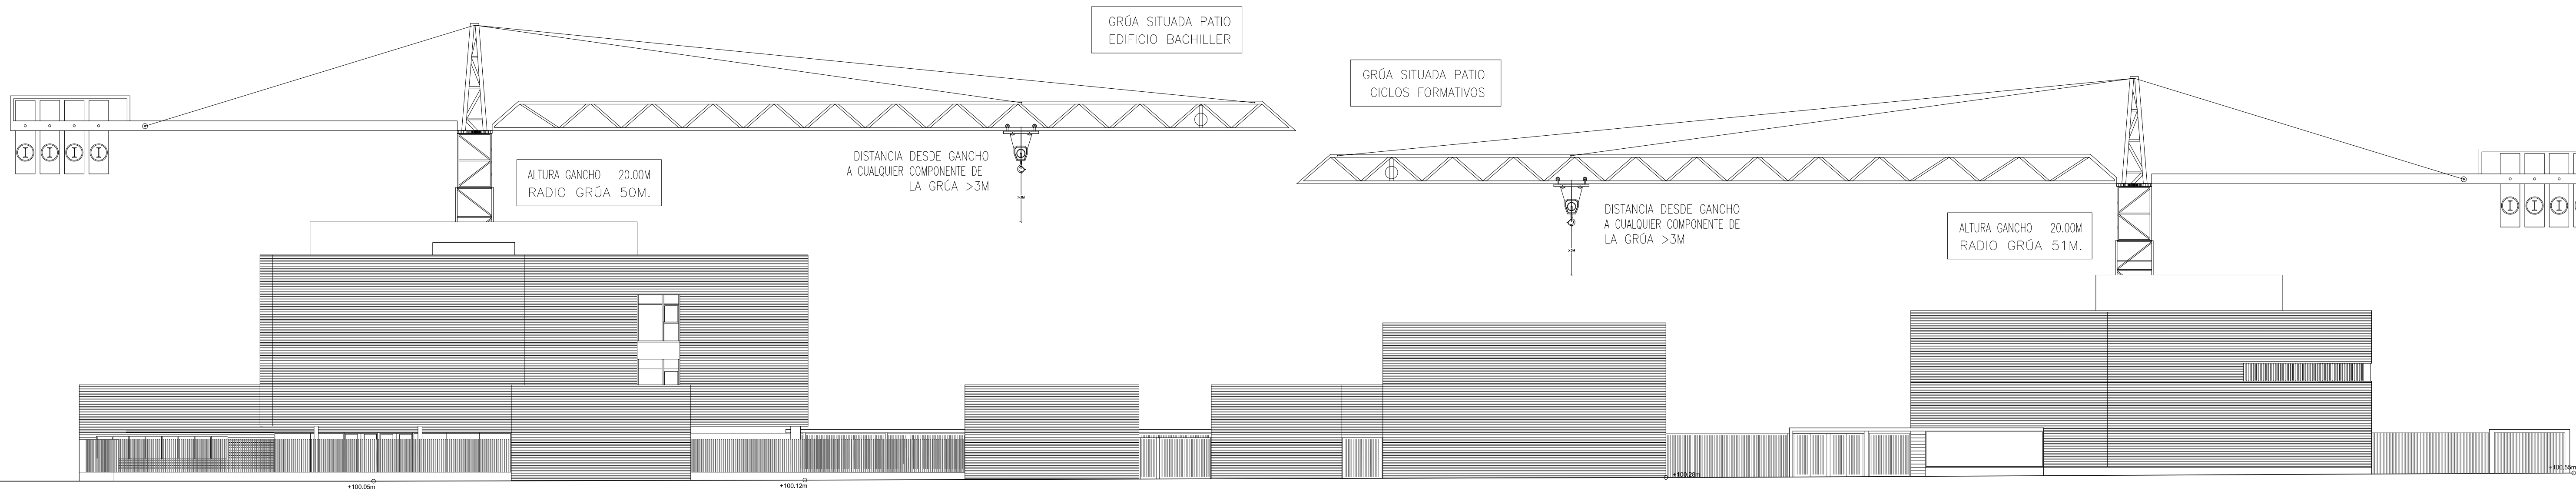 GRÚA SITUADA PATIO
EDIFICIO BACHILLER
GRÚA SITUADA PATIO
CICLOS FORMATIVOS
DISTANCIA DESDE GANCHO
A CUALQUIER COMPONENTE DE
LA GRÚA >3M
ALTURA GANCHO 20.00M
RADIO GRÚA 50M.
DISTANCIA DESDE GANCHO
A CUALQUIER COMPONENTE DE
LA GRÚA >3M
ALTURA GANCHO 20.00M
RADIO GRÚA 51M.
+100.05m
+100.12m
+100.28m
+100.55m